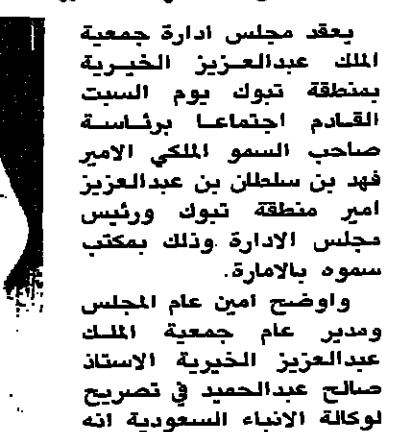 يعقد مجلس ادارة جمعية
الملك عبدالعزيز الخيرية
بمنطقة تبوك يوم السبت
القادم اجتماعا برئاسة
صاحب السمو الملكي الامير
فهد بن سلطان بن عبدالعزيز
امير منطقة تبوك ورئيس
مجلس الادارة وذلك بمكتب
سموه بالامارة.
واوضح امين عام المجلس
ومدير عام جمعية الملك
عبدالعزيز الخيرية الاستاذ
صالح عبدالحميد في تصريح
لوكالة الانباء السعودية انه